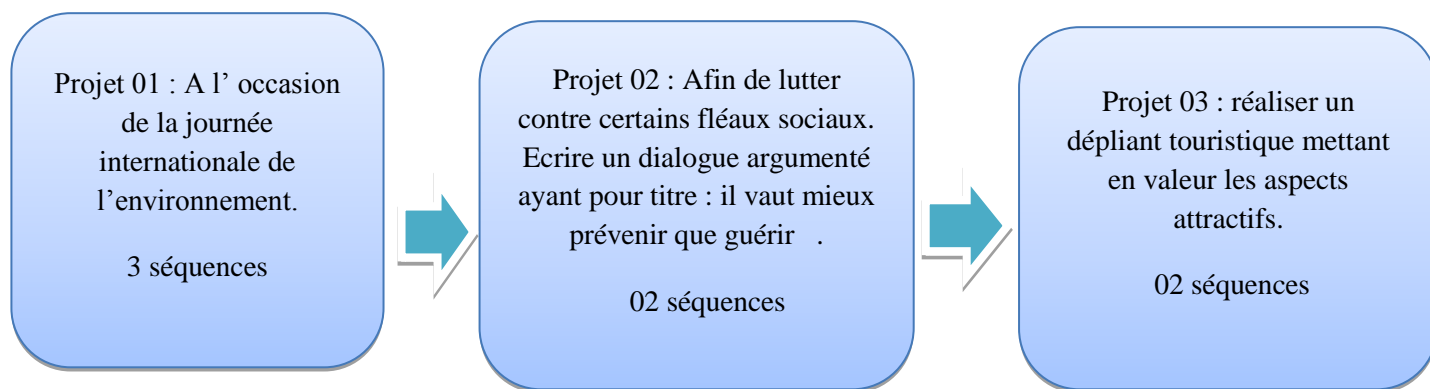 Projet 01 : A l’ occasion
de la journée
internationale de
l’environnement.
3 séquences
Projet 02 : Afin de lutter
contre certains fléaux sociaux.
Ecrire un dialogue argumenté
ayant pour titre : il vaut mieux
prévenir que guérir .
02 séquences
Projet 03 : réaliser un
dépliant touristique mettant
en valeur les aspects
attractifs.
02 séquences